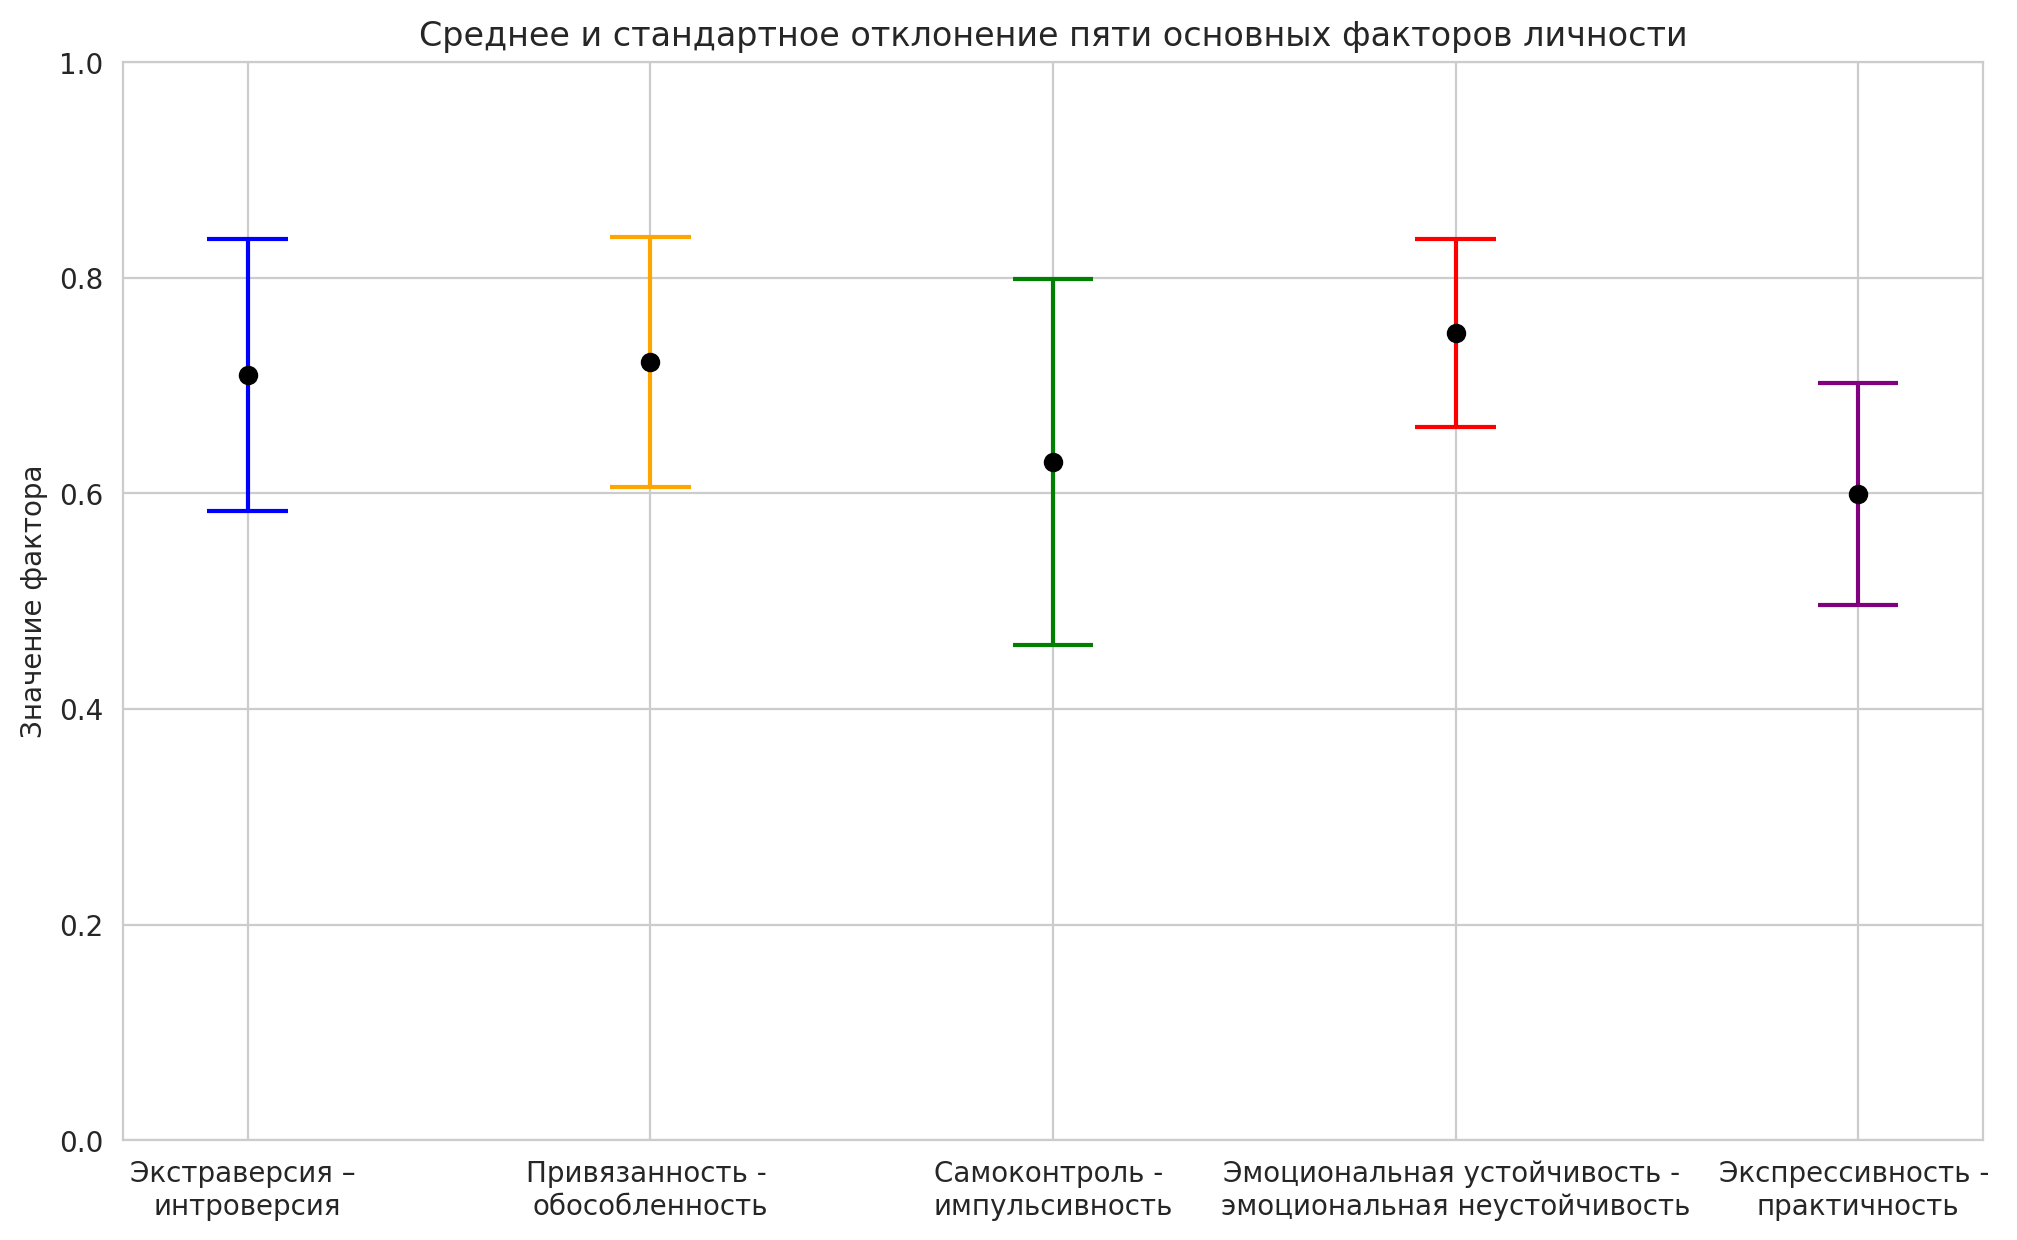 Среднее и стандартное отклонение пяти основных факторов личности
1.0
0.8
0.6
0.4
0.2
0.0
Значение фактора
Экстраверсия –
интроверсия
Привязанность -
обособленность
Самоконтроль -
импульсивность
Эмоциональная устойчивость -
эмоциональная неустойчивость
Экспрессивность -
практичность